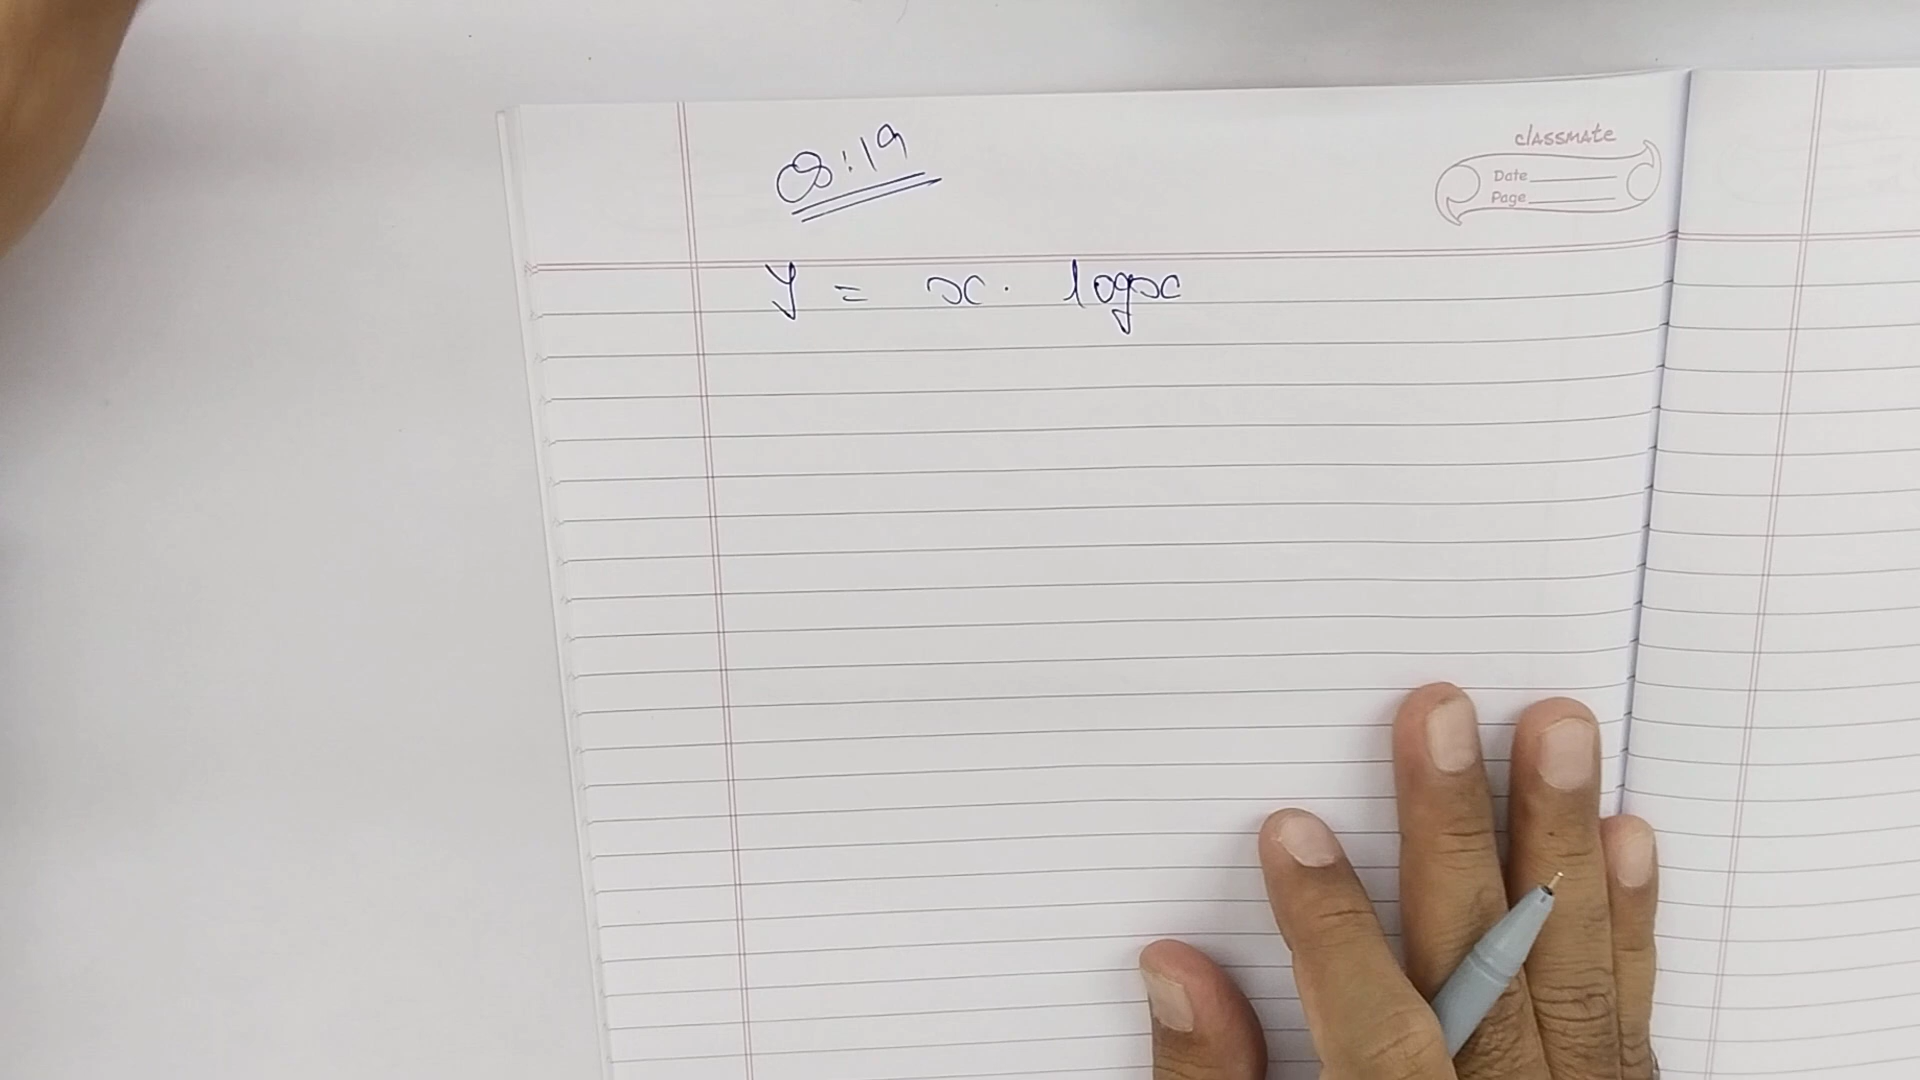 Q:19
classmate
Date
Page
y = x. logx